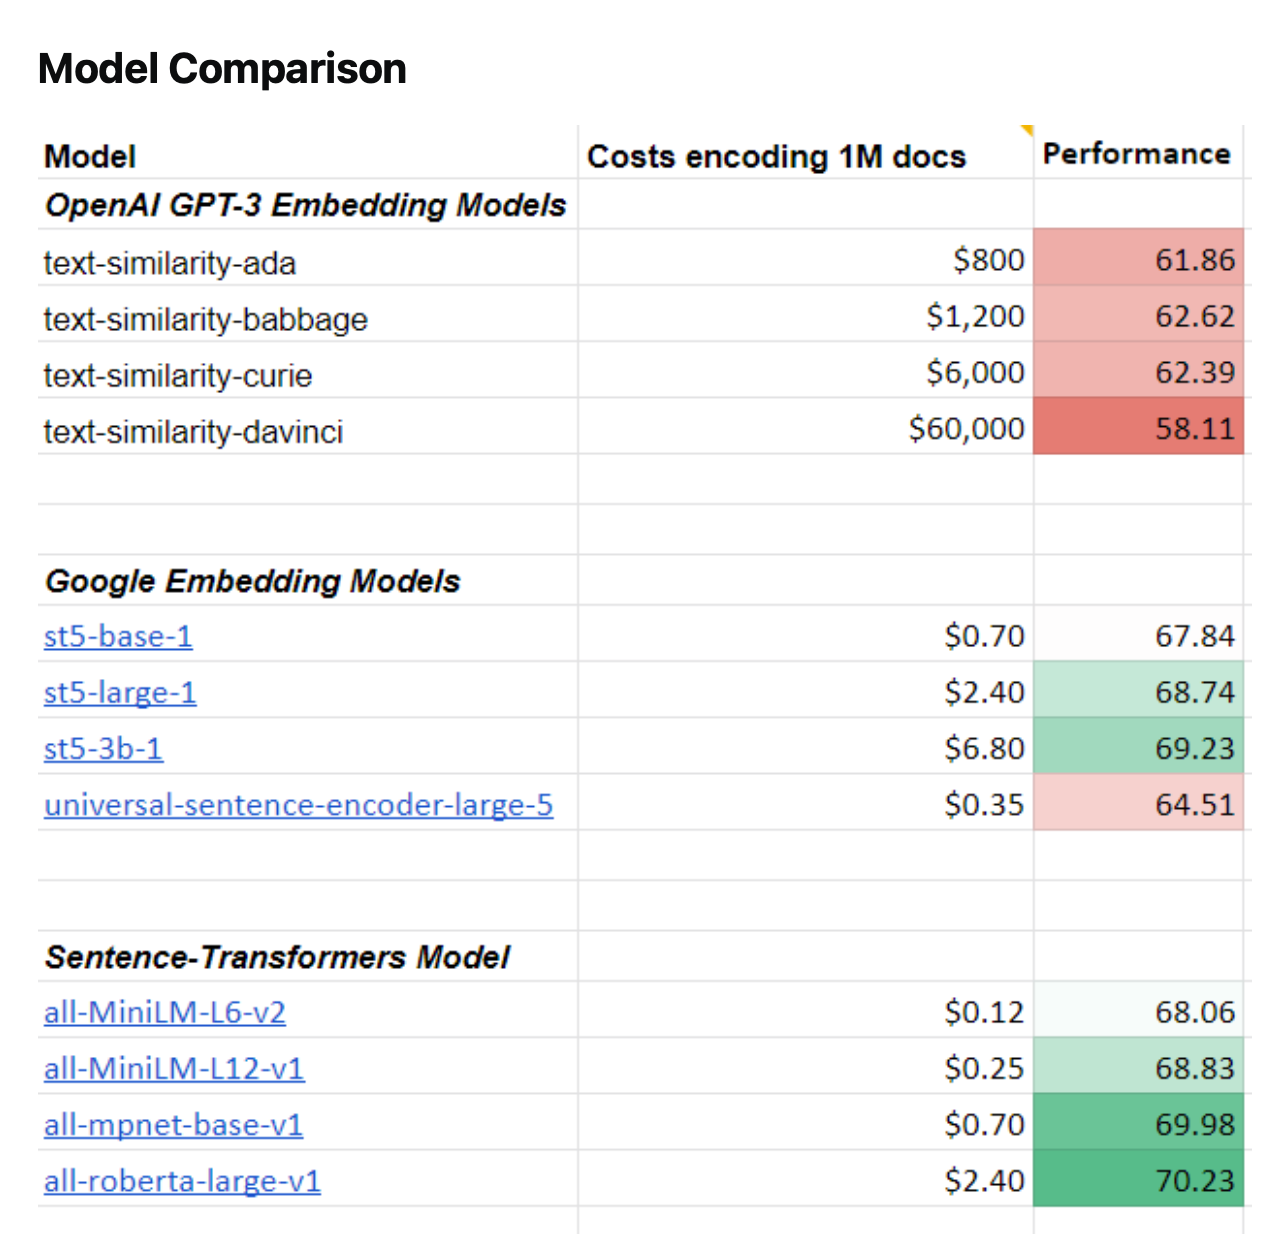 Model Comparison
Model Costs encoding 1M docs Performance
OpenAI GPT-3 Embedding Models
text-similarity-ada $800 61.86
text-similarity-babbage $1,200 62.62
text-similarity-curie $6,000 62.39
text-similarity-davinci $60,000 58.11
Google Embedding Models
st5-base-1 $0.70 67.84
st5-large-1 $2.40 68.74
st5-3b-1 $6.80 69.23
universal-sentence-encoder-large-5 $0.35 64.51
Sentence-Transformers Model
all-MiniLM-L6-v2 $0.12 68.06
all-MiniLM-L12-v1 $0.25 68.83
all-mpnet-base-v1 $0.70 69.98
all-roberta-large-v1 $2.40 70.23